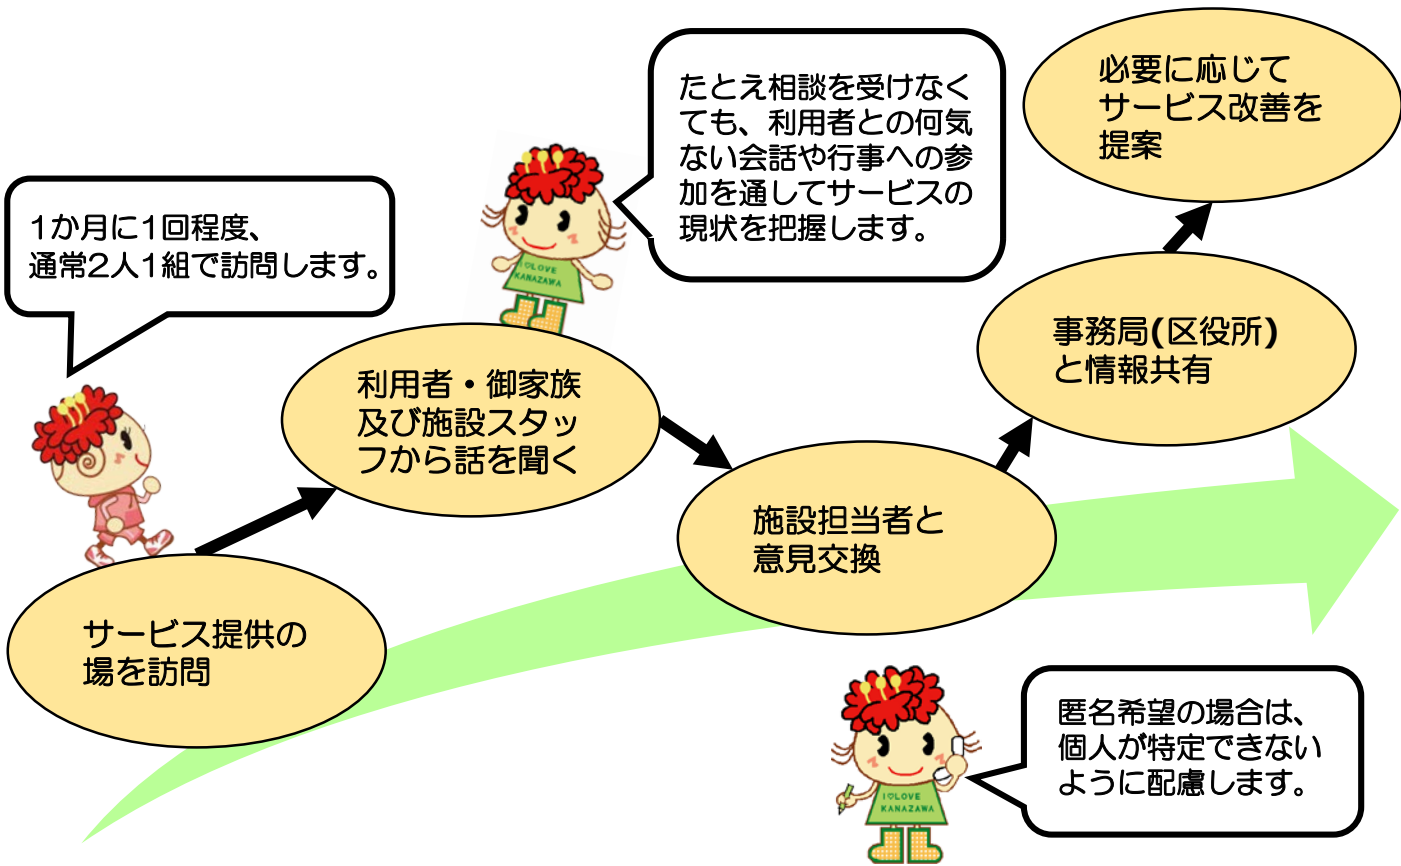 1か月に1回程度、
通常2人1組で訪問します。
たとえ相談を受けなく
ても、利用者との何気
ない会話や行事への参
加を通してサービスの
現状を把握します。
必要に応じて
サービス改善を
提案
事務局(区役所)
と情報共有
I♡LOVE
KANAZAWA
利用者・御家族
及び施設スタッ
フから話を聞く
施設担当者と
意見交換
サービス提供の
場を訪問
匿名希望の場合は、
個人が特定できない
ように配慮します。
I♡LOVE
KANAZAWA